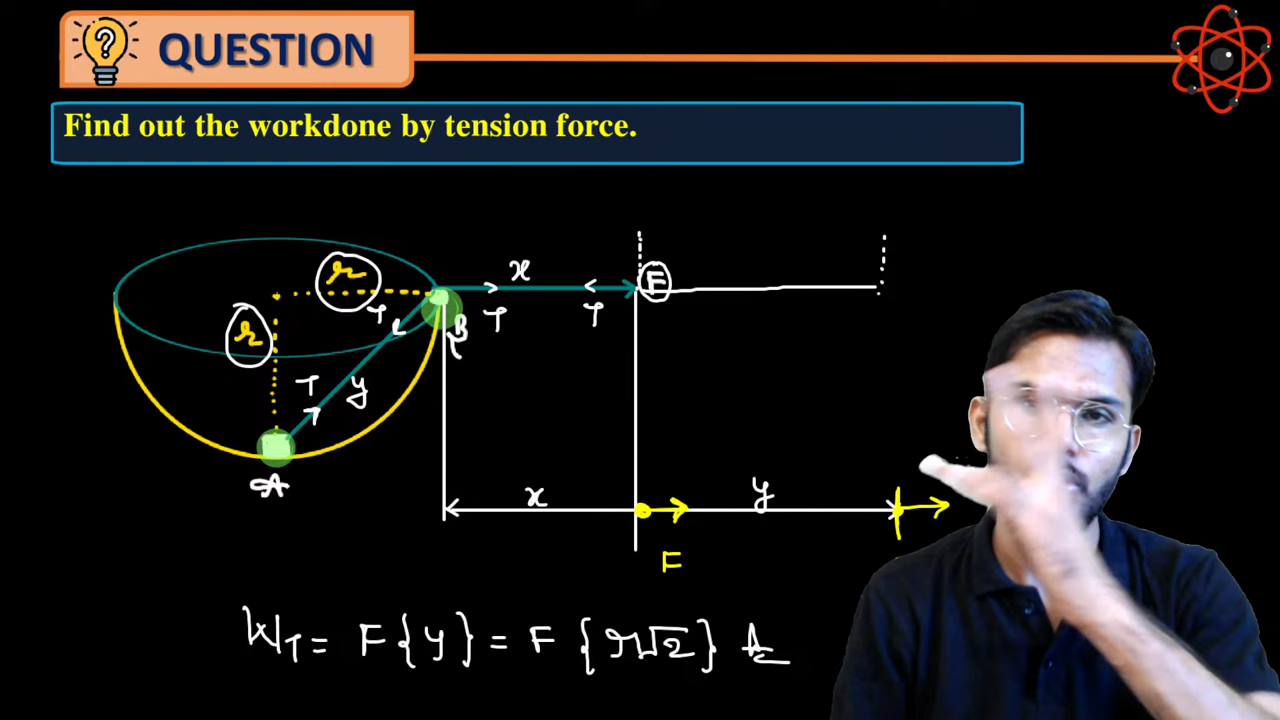 ?
QUESTION
Find out the workdone by tension force.
r
x
F
T
T
T
B
r
T
y
A
x
y
F
W_T = F{y} = F{r√2} A